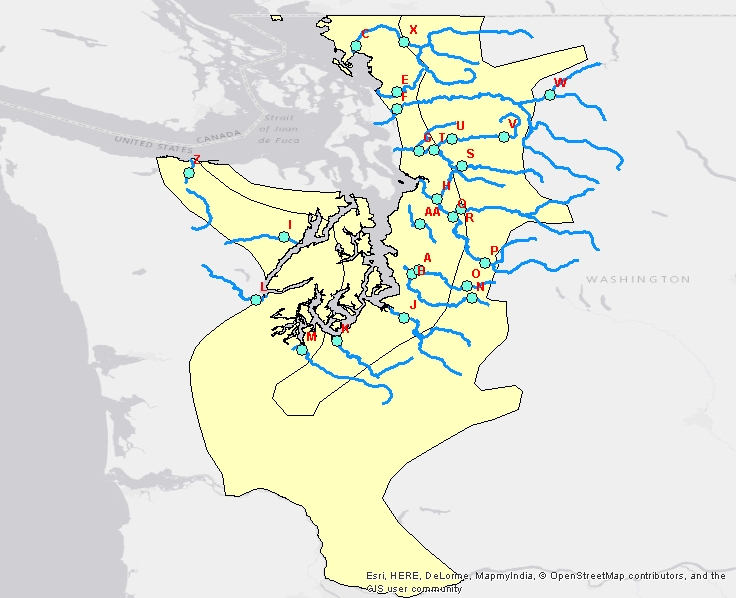 X
C
W
E
F
Strait
of Juan
de Fuca
CANADA
UNITED STATES
U
V
G
T
S
Z
H
Q
R
AA
I
P
A
D
O
N
WASHINGTON
L
J
K
M
Esri, HERE, DeLorme, MapmyIndia, © OpenStreetMap contributors, and the
GIS user community